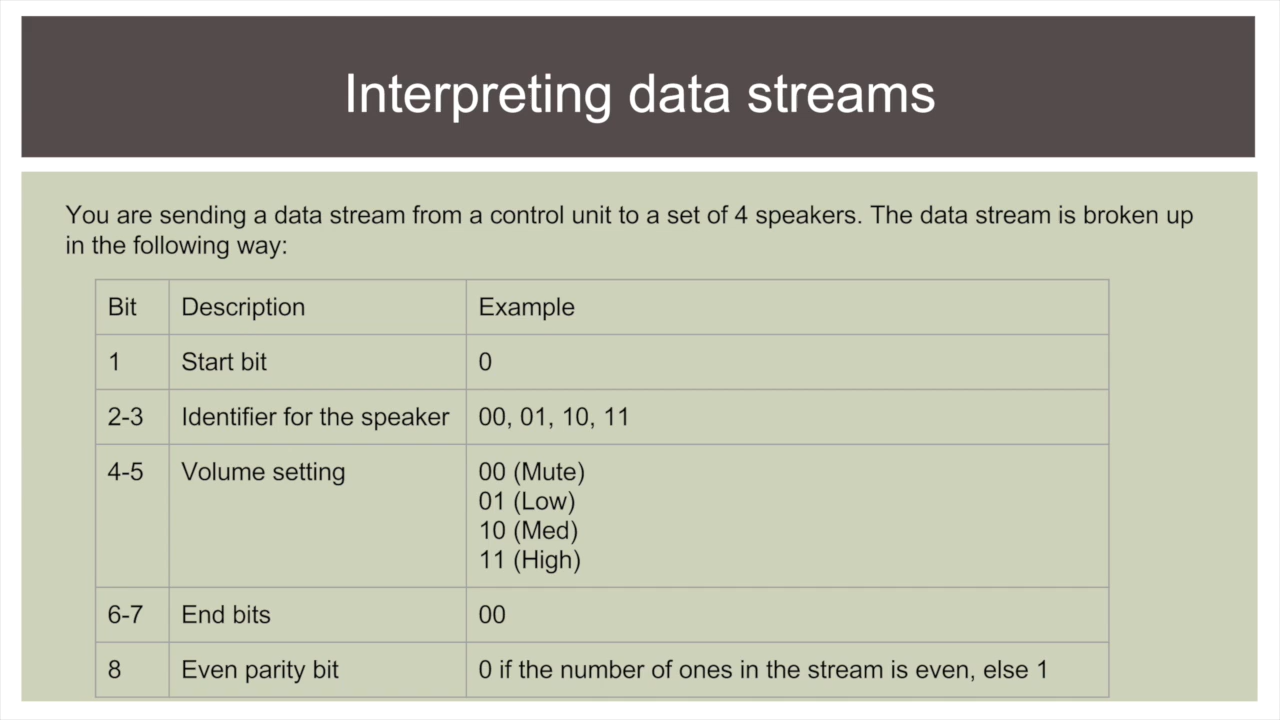 Interpreting data streams
You are sending a data stream from a control unit to a set of 4 speakers. The data stream is broken up
in the following way:
Bit Description Example
1 Start bit 0
2-3 Identifier for the speaker 00, 01, 10, 11
4-5 Volume setting 00 (Mute)
01 (Low)
10 (Med)
11 (High)
6-7 End bits 00
8 Even parity bit 0 if the number of ones in the stream is even, else 1